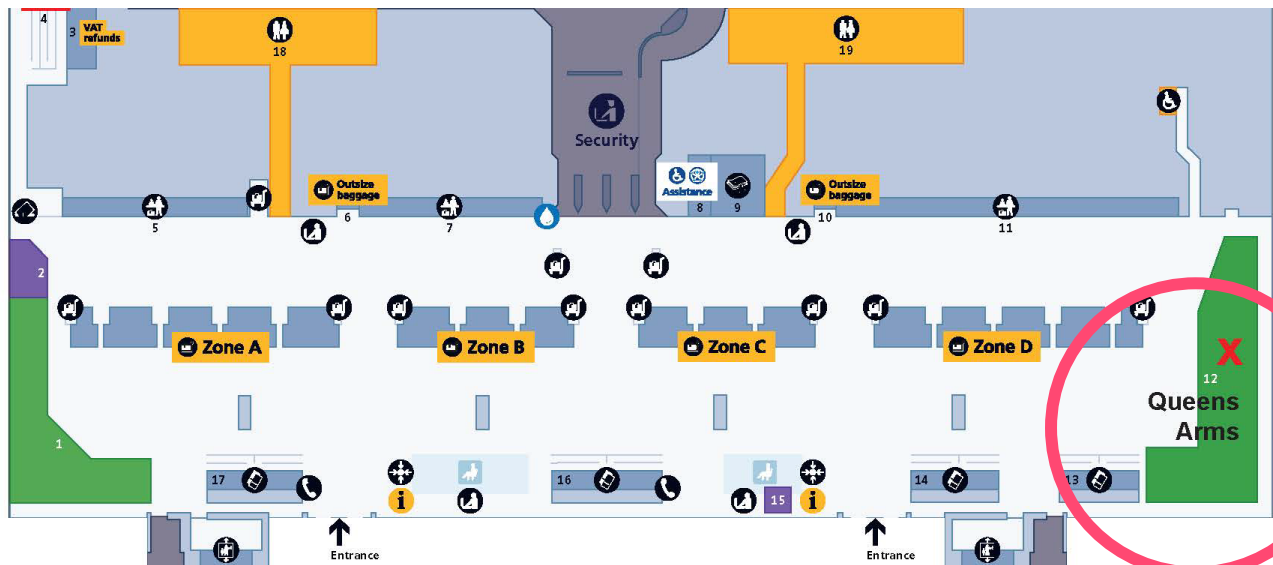 4
3
VAT
refunds
18
19
Security
Outsize
baggage
Assistance
Outsize
baggage
5
6
7
8
9
10
11
2
Zone A
Zone B
Zone C
Zone D
X
12
Queens
Arms
1
17
16
15
14
13
i
i
Entrance
Entrance